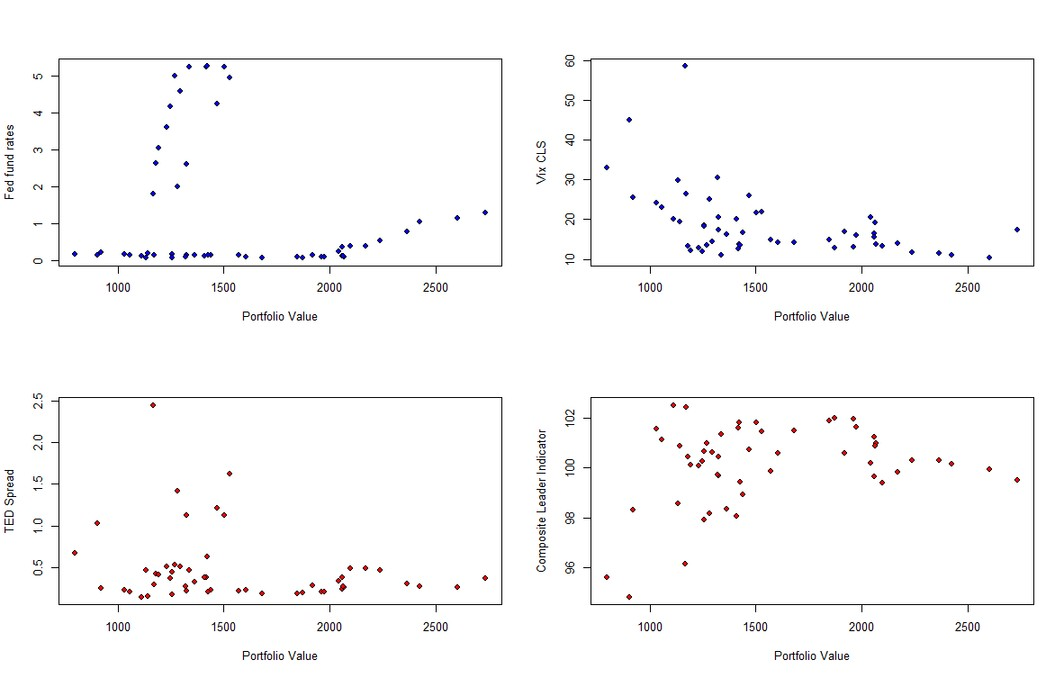 Fed fund rates
0 1 2 3 4 5
1000 1500 2000 2500
Portfolio Value
Vix CLS
10 20 30 40 50 60
1000 1500 2000 2500
Portfolio Value
TED Spread
0.5 1.0 1.5 2.0 2.5
1000 1500 2000 2500
Portfolio Value
Composite Leader Indicator
96 98 100 102
1000 1500 2000 2500
Portfolio Value